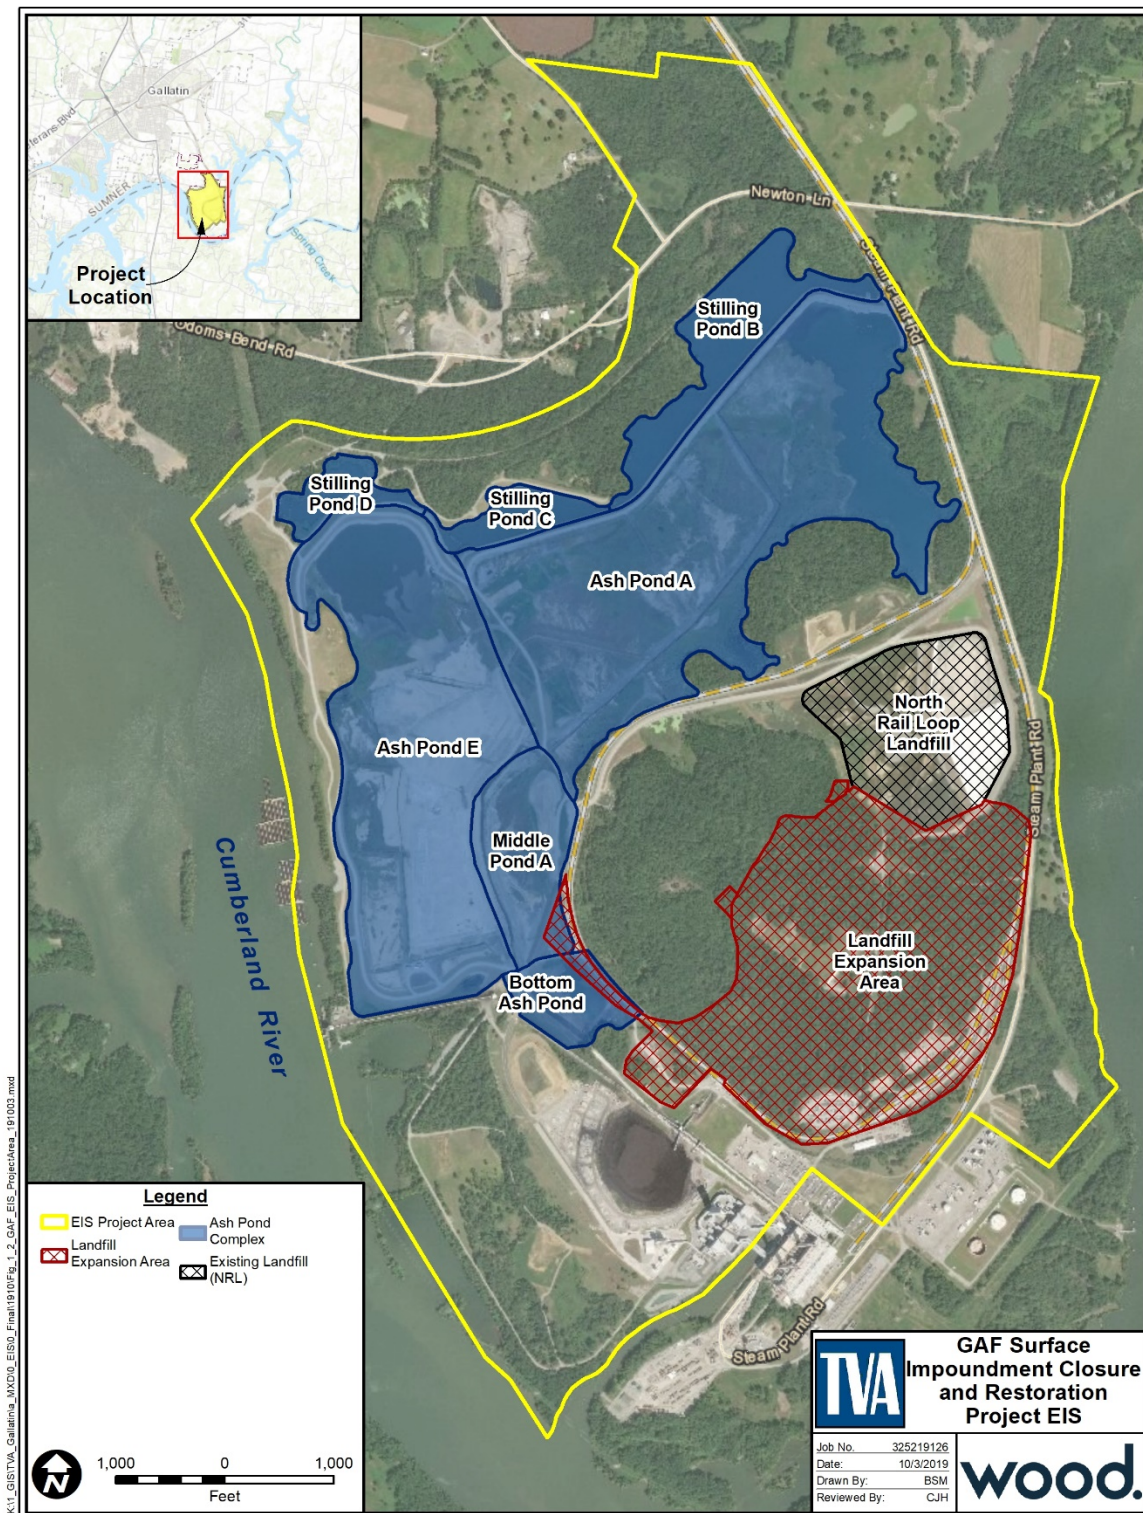 Gallatin
SUMNER
Spring Creek
Project
Location
Newton Ln
Steam Plant Rd
Odoms Bend Rd
Stilling
Pond B
Stilling
Pond D
Stilling
Pond C
Ash Pond A
North
Rail Loop
Landfill
Steam Plant Rd
Ash Pond E
Middle
Pond A
Cumberland River
Landfill
Expansion
Area
Bottom
Ash Pond
Steam Plant Rd
Legend
EIS Project Area
Ash Pond
Complex
Landfill
Expansion Area
Existing Landfill
(NRL)
N
1,000 0 1,000
Feet
TVA
GAF Surface
Impoundment Closure
and Restoration
Project EIS
Job No. 325219126
Date: 10/3/2019
Drawn By: BSM
Reviewed By: CJH
wood.